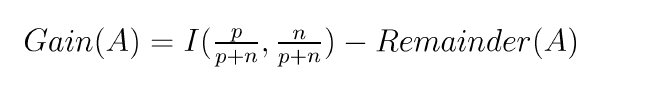 Gain(A) = I(p/p+n, n/p+n) − Remainder(A)